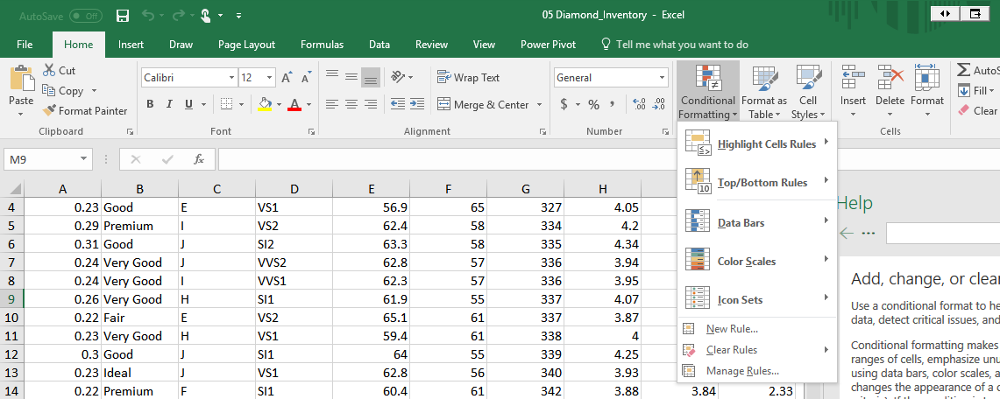 AutoSave Off 05 Diamond_Inventory - Excel
File Home Insert Draw Page Layout Formulas Data Review View Power Pivot Tell me what you want to do
Paste
Cut
Copy
Format Painter
Clipboard
Calibri 12 A A
B I U A
Font
Wrap Text
Merge & Center
Alignment
General
$ % , .00 .00
Number
Conditional Formatting
Format as Table
Cell Styles
Insert Delete Format
Cells
AutoS
Fill
Clear
M9 fx
A B C D E F G H
4 0.23 Good E VS1 56.9 65 327 4.05
5 0.29 Premium I VS2 62.4 58 334 4.2
6 0.31 Good J SI2 63.3 58 335 4.34
7 0.24 Very Good J VVS2 62.8 57 336 3.94
8 0.24 Very Good I VVS1 62.3 57 336 3.95
9 0.26 Very Good H SI1 61.9 55 337 4.07
10 0.22 Fair E VS2 65.1 61 337 3.87
11 0.23 Very Good H VS1 59.4 61 338 4
12 0.3 Good J SI1 64 55 339 4.25
13 0.23 Ideal J VS1 62.8 56 340 3.93
14 0.22 Premium F SI1 60.4 61 342 3.88 3.84 2.33
Highlight Cells Rules
Top/Bottom Rules
10
Data Bars
Color Scales
Icon Sets
New Rule...
Clear Rules
Manage Rules...
Help
Add, change, or clear
Use a conditional format to he
data, detect critical issues, and
Conditional formatting makes
ranges of cells, emphasize unu
using data bars, color scales, a
changes the appearance of a c